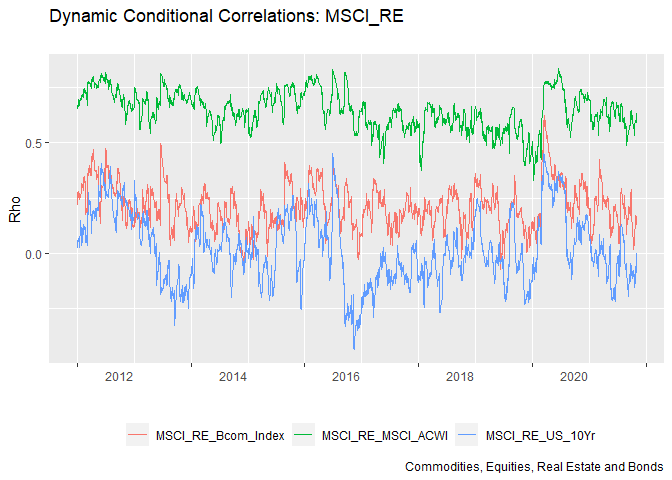 Dynamic Conditional Correlations: MSCI_RE
0.5
Rho
0.0
2012 2014 2016 2018 2020
MSCI_RE_Bcom_Index MSCI_RE_MSCI_ACWI MSCI_RE_US_10Yr
Commodities, Equities, Real Estate and Bonds